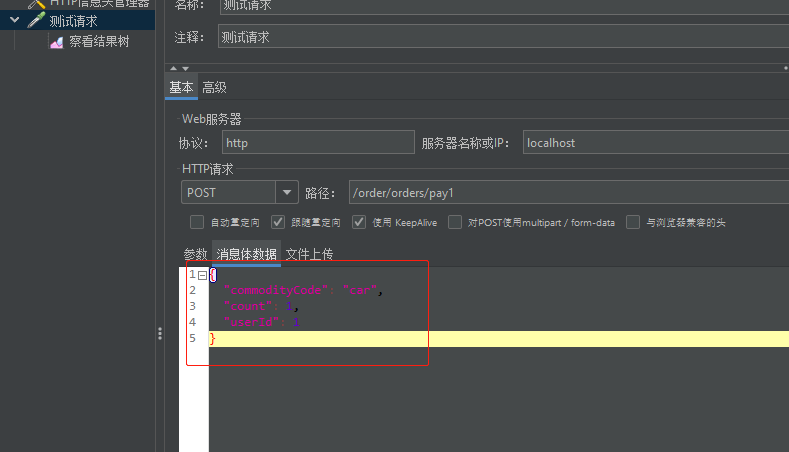 HTTP信息头管理器
测试请求
察看结果树
名称: 测试请求
注释: 测试请求
基本 高级
Web服务器
协议: http 服务器名称或IP: localhost
HTTP请求
POST 路径: /order/orders/pay1
自动重定向 跟随重定向 使用 KeepAlive 对POST使用multipart / form-data 与浏览器兼容的头
参数 消息体数据 文件上传
1 {
2 "commodityCode": "car",
3 "count": 1,
4 "userId": 1
5 }